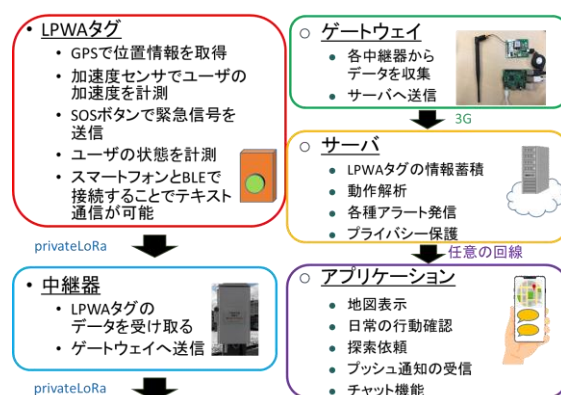 • LPWAタグ
• GPSで位置情報を取得
• 加速度センサでユーザの
加速度を計測
• SOSボタンで緊急信号を
送信
• ユーザの状態を計測
• スマートフォンとBLEで
接続することでテキスト
通信が可能
privateLoRa
• 中継器
• LPWAタグの
データを受け取る
• ゲートウェイへ送信
privateLoRa
○ ゲートウェイ
• 各中継器から
データを収集
• サーバへ送信
3G
○ サーバ
• LPWAタグの情報蓄積
• 動作解析
• 各種アラート発信
• プライバシー保護
任意の回線
○ アプリケーション
• 地図表示
• 日常の行動確認
• 探索依頼
• プッシュ通知の受信
• チャット機能